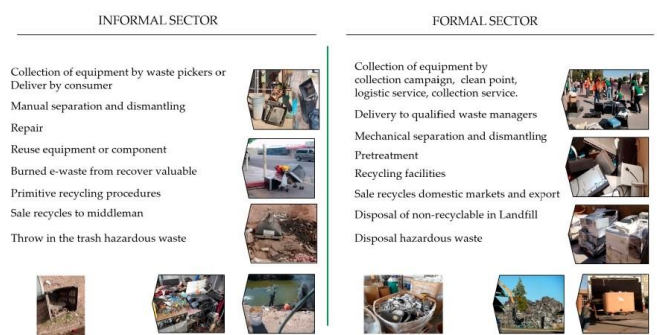 INFORMAL SECTOR
Collection of equipment by waste pickers or
Deliver by consumer
Manual separation and dismantling
Repair
Reuse equipment or component
Burned e-waste from recover valuable
Primitive recycling procedures
Sale recycles to middleman
Throw in the trash hazardous waste
FORMAL SECTOR
Collection of equipment by
collection campaign, clean point,
logistic service, collection service.
Delivery to qualified waste managers
Mechanical separation and dismantling
Pretreatment
Recycling facilities
Sale recycles domestic markets and export
Disposal of non-recyclable in Landfill
Disposal hazardous waste